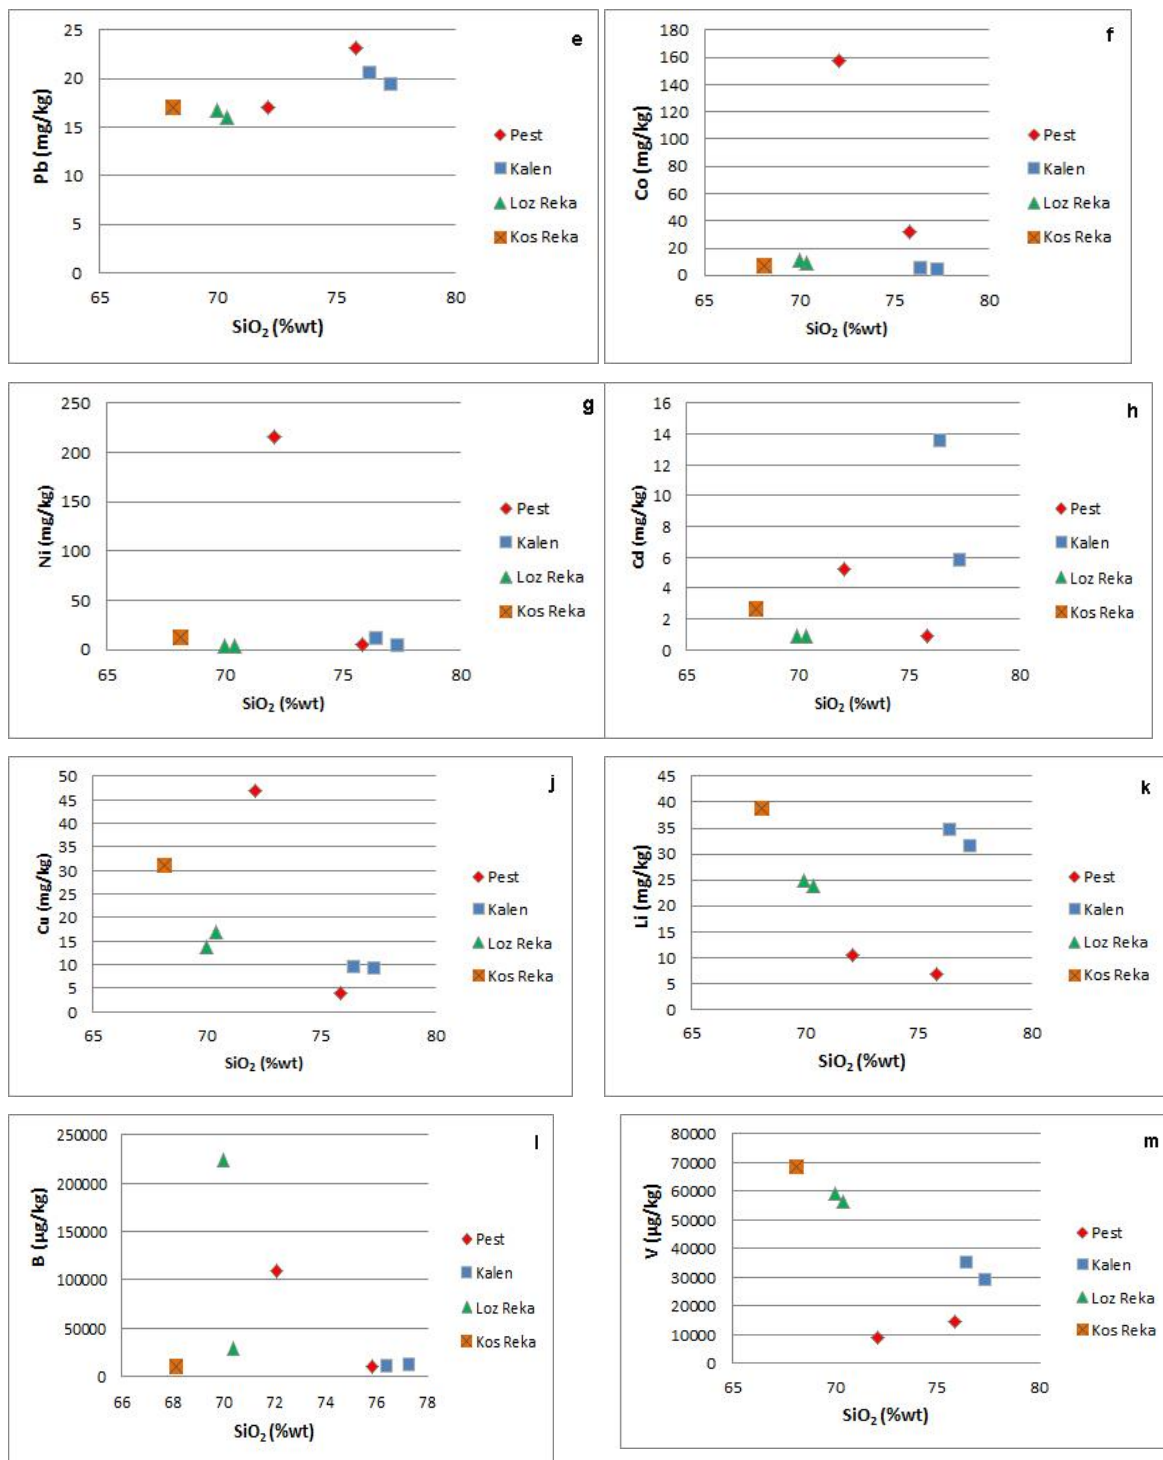 e
Pb (mg/kg)
25
20
15
10
5
0
65 70 75 80
SiO₂ (%wt)
Pest
Kalen
Loz Reka
Kos Reka
f
Co (mg/kg)
180
160
140
120
100
80
60
40
20
0
65 70 75 80
SiO₂ (%wt)
Pest
Kalen
Loz Reka
Kos Reka
g
Ni (mg/kg)
250
200
150
100
50
0
65 70 75 80
SiO₂ (%wt)
Pest
Kalen
Loz Reka
Kos Reka
h
Cd (mg/kg)
16
14
12
10
8
6
4
2
0
65 70 75 80
SiO₂ (%wt)
Pest
Kalen
Loz Reka
Kos Reka
j
Cu (mg/kg)
50
45
40
35
30
25
20
15
10
5
0
65 70 75 80
SiO₂ (%wt)
Pest
Kalen
Loz Reka
Kos Reka
k
Li (mg/kg)
45
40
35
30
25
20
15
10
5
0
65 70 75 80
SiO₂ (%wt)
Pest
Kalen
Loz Reka
Kos Reka
l
B (µg/kg)
250000
200000
150000
100000
50000
0
66 68 70 72 74 76 78
SiO₂ (%wt)
Pest
Kalen
Loz Reka
Kos Reka
m
V (µg/kg)
80000
70000
60000
50000
40000
30000
20000
10000
0
65 70 75 80
SiO₂ (%wt)
Pest
Kalen
Loz Reka
Kos Reka